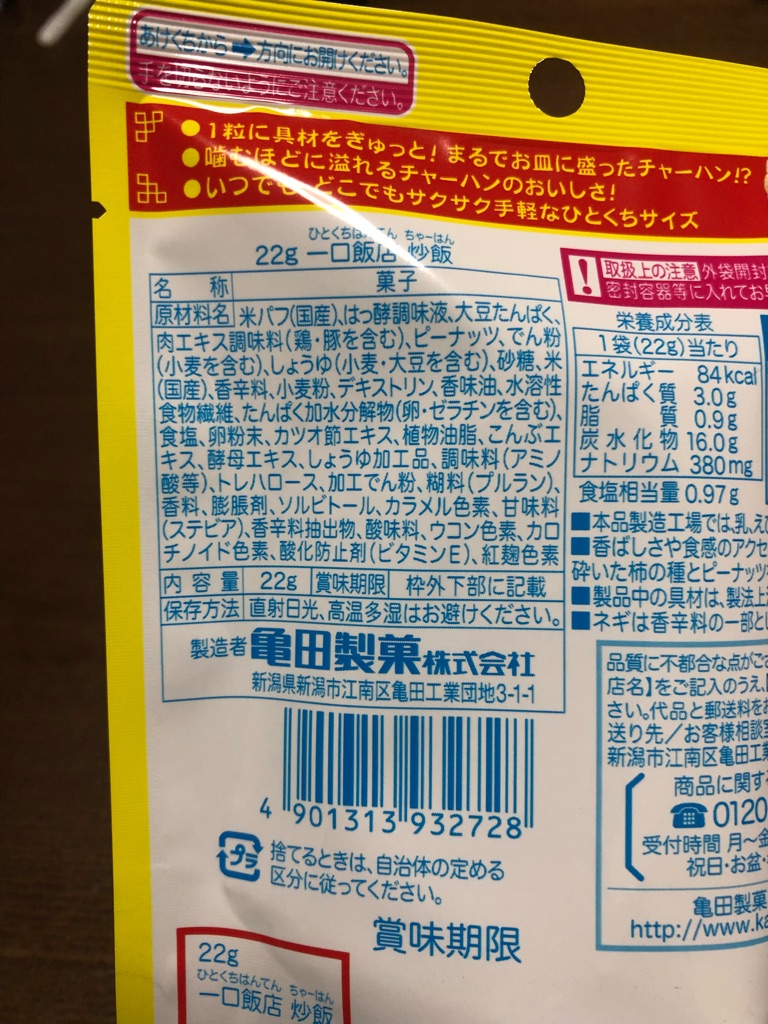 あけくちから➡方向にお開けください。
手を切らないようにご注意ください。
●1粒に具材をぎゅっと!まるでお皿に盛ったチャーハン!?
●噛むほどに溢れるチャーハンのおいしさ!
●いつでも、どこでもサクサク手軽なひとくちサイズ
ひとくちはんてん ちゃーはん
22g 一口飯店 炒飯
名称 菓子
原材料名 米パフ(国産)、はっ酵調味液、大豆たんぱく、
肉エキス調味料(鶏・豚を含む)、ピーナッツ、でん粉
(小麦を含む)、しょうゆ(小麦・大豆を含む)、砂糖、米
(国産)、香辛料、小麦粉、デキストリン、香味油、水溶性
食物繊維、たんぱく加水分解物(卵・ゼラチンを含む)、
食塩、卵粉末、カツオ節エキス、植物油脂、こんぶエ
キス、酵母エキス、しょうゆ加工品、調味料(アミノ
酸等)、トレハロース、加工でん粉、糊料(プルラン)、
香料、膨脹剤、ソルビトール、カラメル色素、甘味料
(ステビア)、香辛料抽出物、酸味料、ウコン色素、カロ
チノイド色素、酸化防止剤(ビタミンE)、紅麹色素
内容量 22g 賞味期限 枠外下部に記載
保存方法 直射日光、高温多湿はお避けください。
製造者 亀田製菓株式会社
新潟県新潟市江南区亀田工業団地3-1-1
4 901313 932728
プラ
捨てるときは、自治体の定める
区分に従ってください。
賞味期限
22g
ひとくちはんてん ちゃーはん
一口飯店 炒飯
! 取扱上の注意 外袋開封
密封容器等に入れてお
栄養成分表
1袋(22g)当たり
エネルギー 84kcal
たんぱく質 3.0g
脂質 0.9g
炭水化物 16.0g
ナトリウム 380mg
食塩相当量 0.97g
■本品製造工場では、乳、え
■香ばしさや食感のアクセ
砕いた柿の種とピーナッツ
■製品中の具材は、製法上
■ネギは香辛料の一部と
品質に不都合な点がご
店名】をご記入のうえ、
さい。代品と郵送料を
送り先/お客様相談
新潟市江南区亀田工
商品に関す
☎0120
受付時間 月~金
祝日・お盆・
亀田製菓
http://www.ka